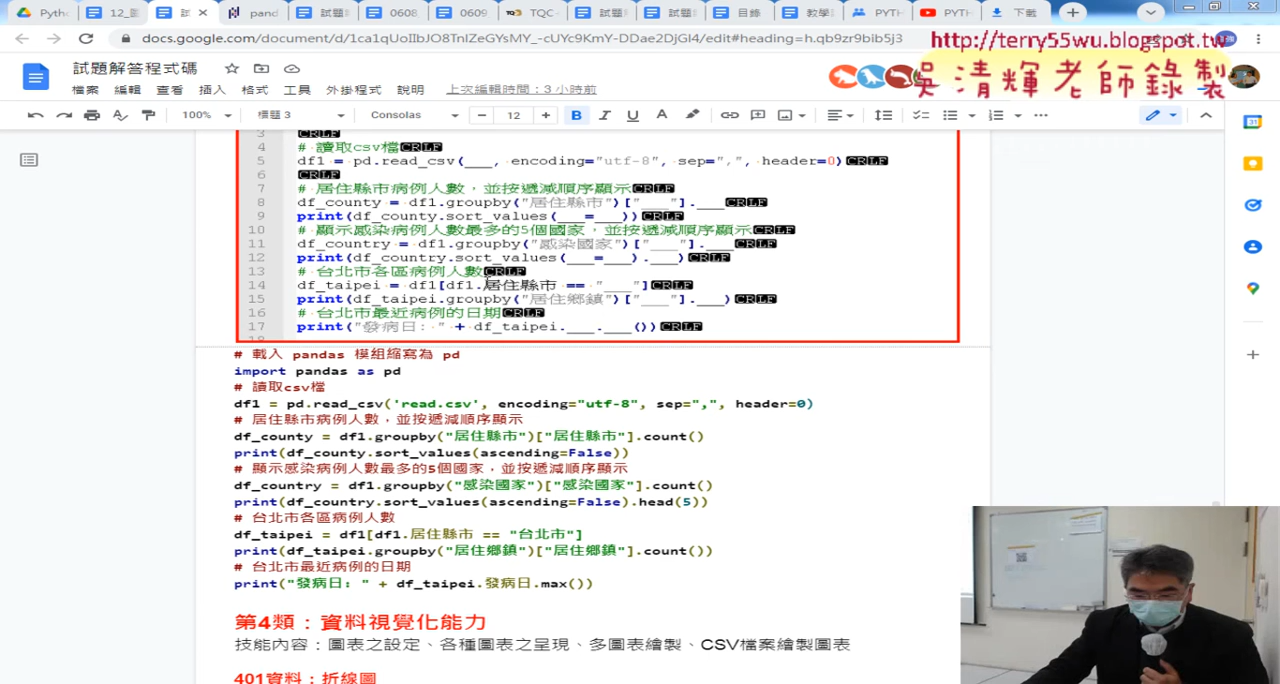 Pyth
12_圖
pand
試題
0608
0609
TQC-
試題
試題
目錄
教學
PYTH
PYTH
下載
docs.google.com/document/d/1ca1qUoIIbJO8TnIZeGYsMY_-cUYc9KmY-DDae2DjGl4/edit#heading=h.qb9zr9bib5j3
http://terry55wu.blogspot.tw
吳清輝老師錄製
試題解答程式碼
檔案 編輯 查看 插入 格式 工具 外掛程式 說明 上次編輯時間：3 小時前
100% 標題 3 Consolas 12 B I U A
3 CRLF
4 # 讀取csv檔CRLF
5 df1 = pd.read_csv(___, encoding="utf-8", sep=",", header=0)CRLF
6 CRLF
7 # 居住縣市病例人數，並按遞減順序顯示CRLF
8 df_county = df1.groupby("居住縣市")["___"].___CRLF
9 print(df_county.sort_values(___=___))CRLF
10 # 顯示感染病例人數最多的5個國家，並按遞減順序顯示CRLF
11 df_country = df1.groupby("感染國家")["___"].___CRLF
12 print(df_country.sort_values(___=___).___)CRLF
13 # 台北市各區病例人數CRLF
14 df_taipei = df1[df1.居住縣市 == "___"]CRLF
15 print(df_taipei.groupby("居住鄉鎮")["___"].___)CRLF
16 # 台北市最近病例的日期CRLF
17 print("發病日: " + df_taipei.___.___())CRLF
18
# 載入 pandas 模組縮寫為 pd
import pandas as pd
# 讀取csv檔
df1 = pd.read_csv('read.csv', encoding="utf-8", sep=",", header=0)
# 居住縣市病例人數，並按遞減順序顯示
df_county = df1.groupby("居住縣市")["居住縣市"].count()
print(df_county.sort_values(ascending=False))
# 顯示感染病例人數最多的5個國家，並按遞減順序顯示
df_country = df1.groupby("感染國家")["感染國家"].count()
print(df_country.sort_values(ascending=False).head(5))
# 台北市各區病例人數
df_taipei = df1[df1.居住縣市 == "台北市"]
print(df_taipei.groupby("居住鄉鎮")["居住鄉鎮"].count())
# 台北市最近病例的日期
print("發病日: " + df_taipei.發病日.max())
第4類：資料視覺化能力
技能內容：圖表之設定、各種圖表之呈現、多圖表繪製、CSV檔案繪製圖表
401資料：折線圖